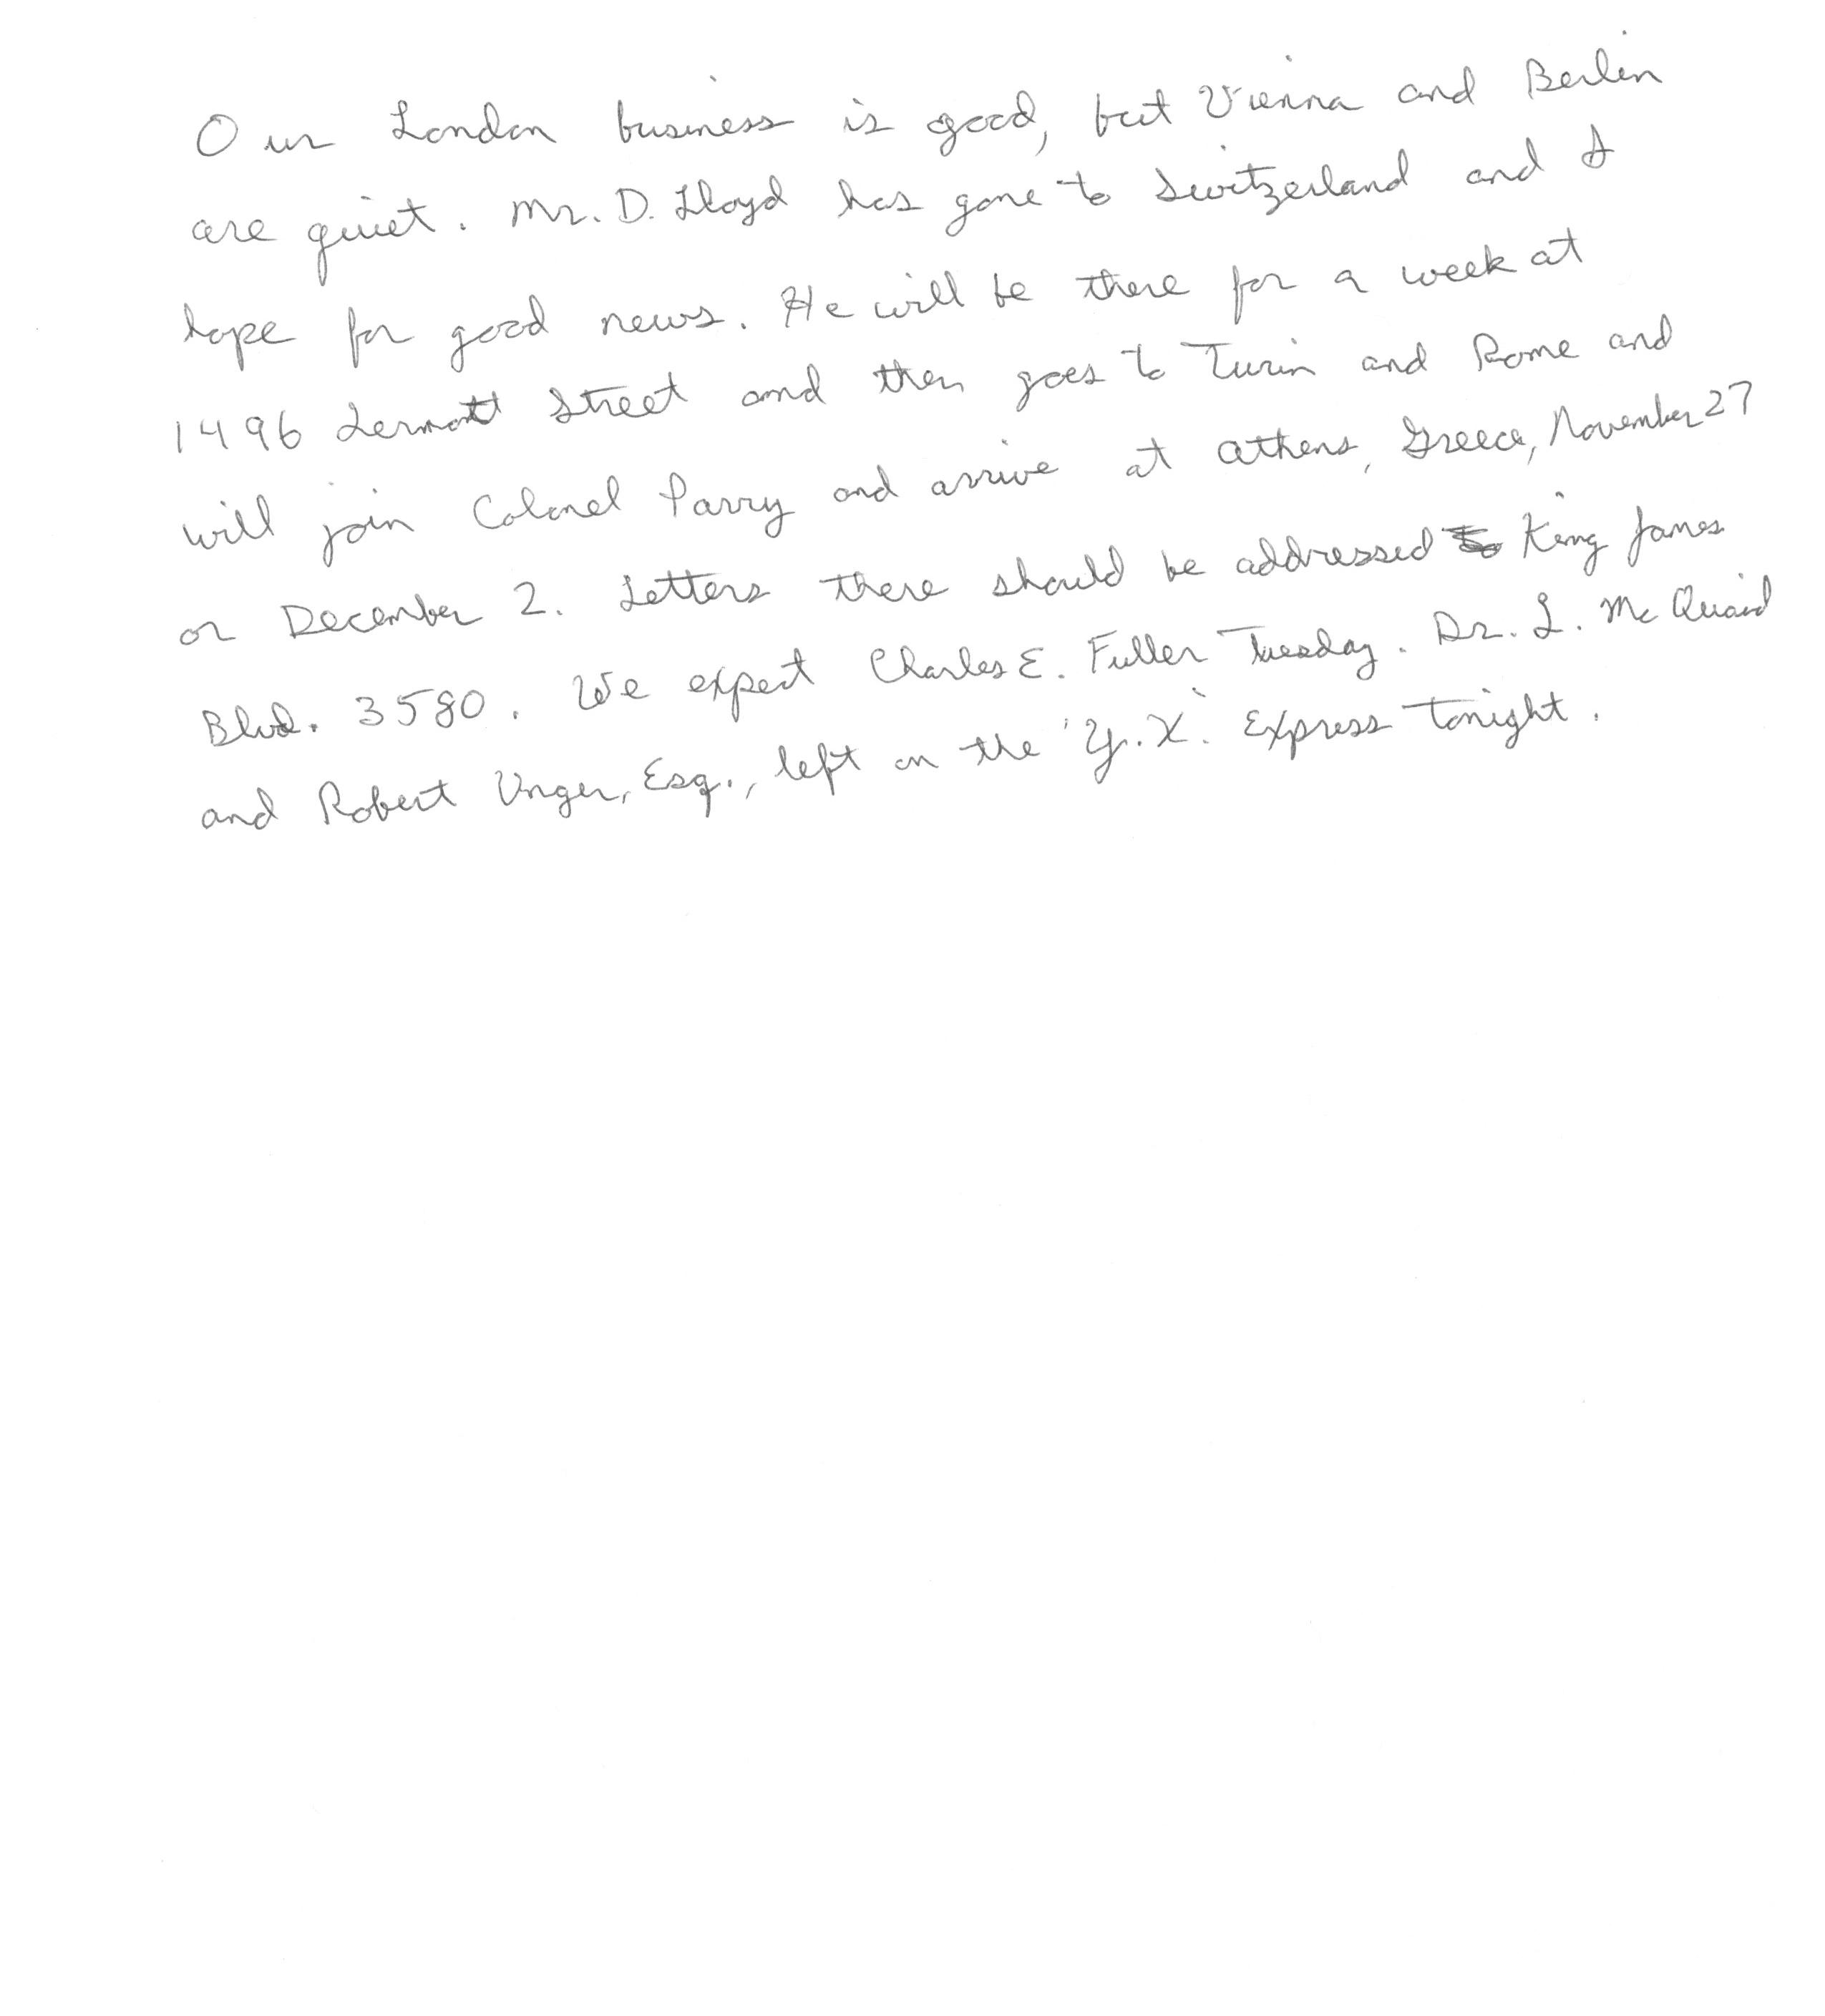 Our London business is good, but Vienna and Berlin
are quiet. Mr. D. Lloyd has gone to Switzerland and I
hope for good news. He will be there for a week at
1496 Zermott Street and then goes to Turin and Rome and
will join Colonel Parry and arrive at Athens, Greece, November 27
or December 2. Letters there should be addressed to King James
Blvd. 3580. We expect Charles E. Fuller Tuesday. Dr. L. McQuaid
and Robert Unger, Esq., left on the 'Y.X.' Express tonight.